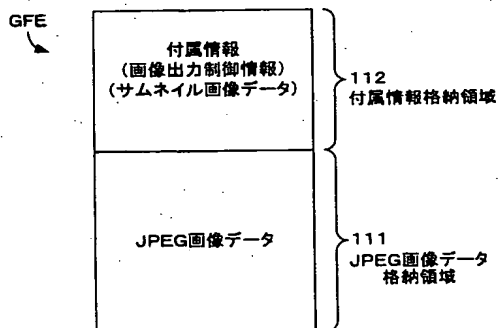 GFE
付属情報
(画像出力制御情報)
(サムネイル画像データ)
112
付属情報格納領域
JPEG画像データ
111
JPEG画像データ
格納領域